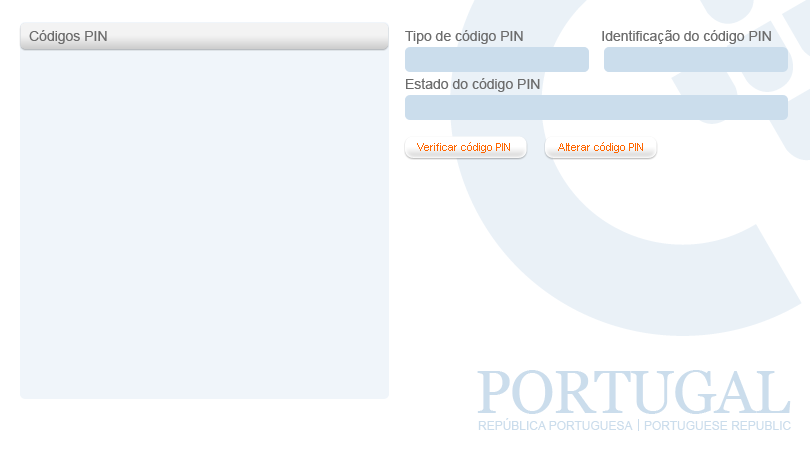 Códigos PIN
Tipo de código PIN
Identificação do código PIN
Estado do código PIN
Verificar código PIN
Alterar código PIN
PORTUGAL
REPÚBLICA PORTUGUESA | PORTUGUESE REPUBLIC